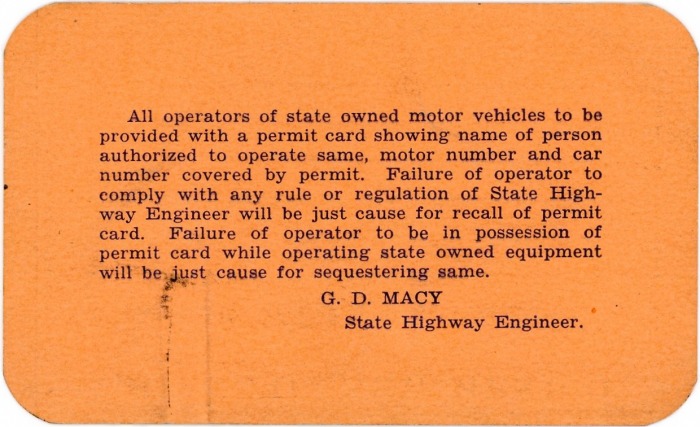 All operators of state owned motor vehicles to be
provided with a permit card showing name of person
authorized to operate same, motor number and car
number covered by permit. Failure of operator to
comply with any rule or regulation of State High-
way Engineer will be just cause for recall of permit
card. Failure of operator to be in possession of
permit card while operating state owned equipment
will be just cause for sequestering same.
G. D. MACY
State Highway Engineer.